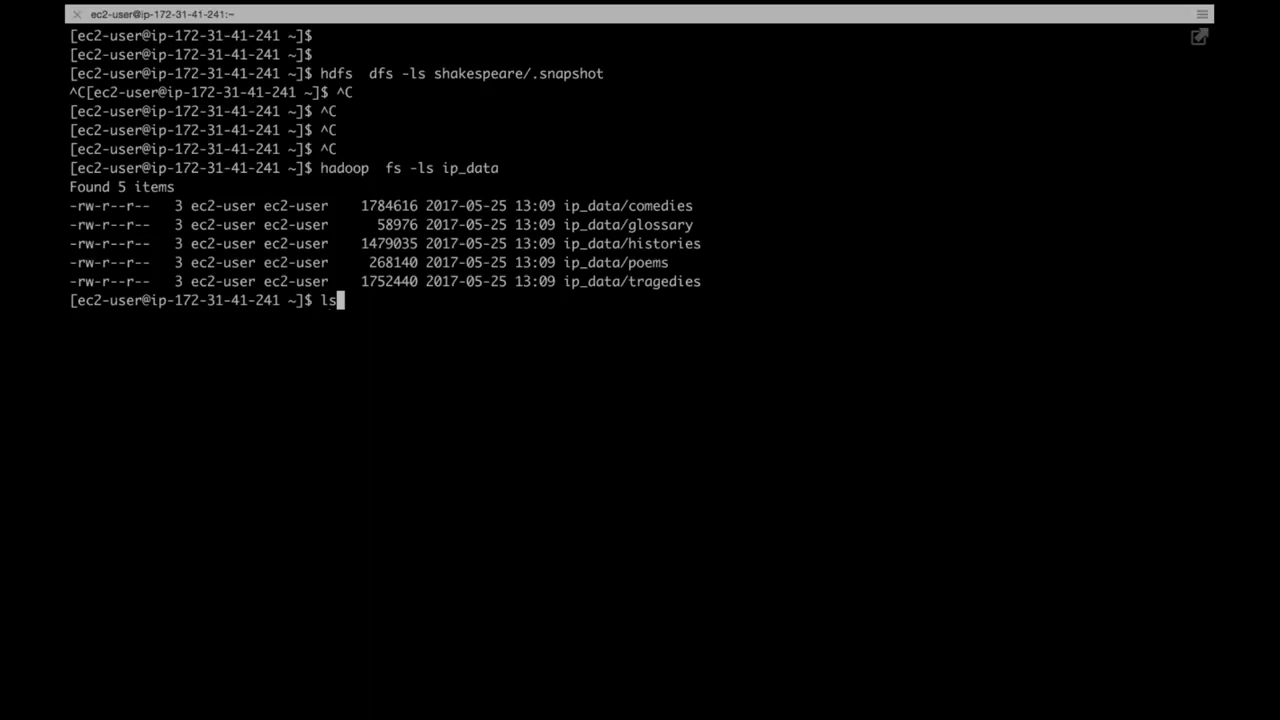 ec2-user@ip-172-31-41-241:~
[ec2-user@ip-172-31-41-241 ~]$
[ec2-user@ip-172-31-41-241 ~]$
[ec2-user@ip-172-31-41-241 ~]$ hdfs  dfs -ls shakespeare/.snapshot
^C[ec2-user@ip-172-31-41-241 ~]$ ^C
[ec2-user@ip-172-31-41-241 ~]$ ^C
[ec2-user@ip-172-31-41-241 ~]$ ^C
[ec2-user@ip-172-31-41-241 ~]$ ^C
[ec2-user@ip-172-31-41-241 ~]$ hadoop  fs -ls ip_data
Found 5 items
-rw-r--r--   3 ec2-user ec2-user    1784616 2017-05-25 13:09 ip_data/comedies
-rw-r--r--   3 ec2-user ec2-user      58976 2017-05-25 13:09 ip_data/glossary
-rw-r--r--   3 ec2-user ec2-user    1479035 2017-05-25 13:09 ip_data/histories
-rw-r--r--   3 ec2-user ec2-user     268140 2017-05-25 13:09 ip_data/poems
-rw-r--r--   3 ec2-user ec2-user    1752440 2017-05-25 13:09 ip_data/tragedies
[ec2-user@ip-172-31-41-241 ~]$ ls